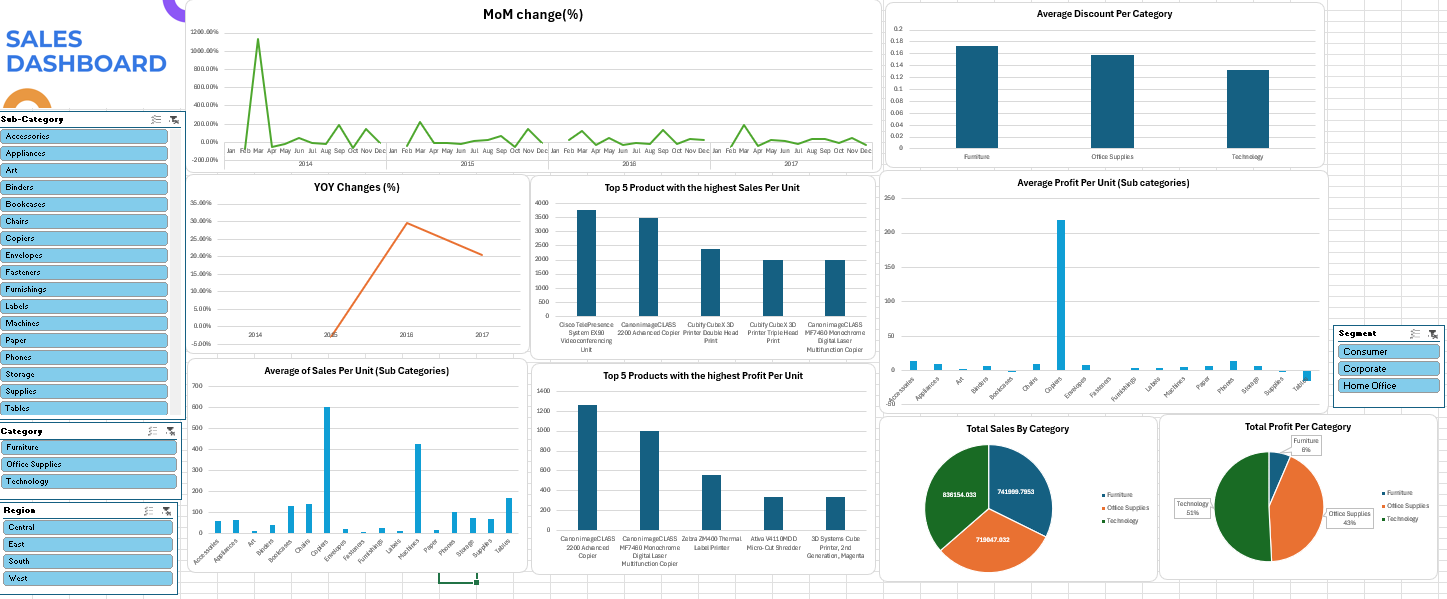 SALES
DASHBOARD
Sub-Category
Accessories
Appliances
Art
Binders
Bookcases
Chairs
Copiers
Envelopes
Fasteners
Furnishings
Labels
Machines
Paper
Phones
Storage
Supplies
Tables
Category
Furniture
Office Supplies
Technology
Region
Central
East
South
West
MoM change(%)
1200.00%
1000.00%
800.00%
600.00%
400.00%
200.00%
0.00%
-200.00%
Jan Feb Mar Apr May Jun Jul Aug Sep Oct Nov Dec Jan Feb Mar Apr May Jun Jul Aug Sep Oct Nov Dec Jan Feb Mar Apr May Jun Jul Aug Sep Oct Nov Dec Jan Feb Mar Apr May Jun Jul Aug Sep Oct Nov Dec
2014 2015 2016 2017
Average Discount Per Category
0.2
0.18
0.16
0.14
0.12
0.1
0.08
0.06
0.04
0.02
0
Furniture Office Supplies Technology
YOY Changes (%)
35.00%
30.00%
25.00%
20.00%
15.00%
10.00%
5.00%
0.00%
-5.00%
2014 2015 2016 2017
Top 5 Product with the highest Sales Per Unit
4000
3500
3000
2500
2000
1500
1000
500
0
Cisco TelePresence
System EX90
Videoconferencing
Unit
Canon imageCLASS
2200 Advanced Copier
Cubify CubeX 3D
Printer Double Head
Print
Cubify CubeX 3D
Printer Triple Head
Print
Canon imageCLASS
MF7460 Monochrome
Digital Laser
Multifunction Copier
Average Profit Per Unit (Sub categories)
250
200
150
100
50
0
-50
Accessories
Appliances
Art
Binders
Bookcases
Chairs
Copiers
Envelopes
Fasteners
Furnishings
Labels
Machines
Paper
Phones
Storage
Supplies
Tables
Segment
Consumer
Corporate
Home Office
Average of Sales Per Unit (Sub Categories)
700
600
500
400
300
200
100
0
Accessories
Appliances
Art
Binders
Bookcases
Chairs
Copiers
Envelopes
Fasteners
Furnishings
Labels
Machines
Paper
Phones
Storage
Supplies
Tables
Top 5 Products with the highest Profit Per Unit
1400
1200
1000
800
600
400
200
0
Canon imageCLASS
2200 Advanced
Copier
Canon imageCLASS
MF7460 Monochrome
Digital Laser
Multifunction Copier
Zebra ZM400 Thermal
Label Printer
Ativa V4110MDD
Micro-Cut Shredder
3D Systems Cube
Printer, 2nd
Generation, Magenta
Total Sales By Category
836154.033
741999.7953
719047.032
Furniture
Office Supplies
Technology
Total Profit Per Category
Furniture
6%
Technology
51%
Office Supplies
43%
Furniture
Office Supplies
Technology